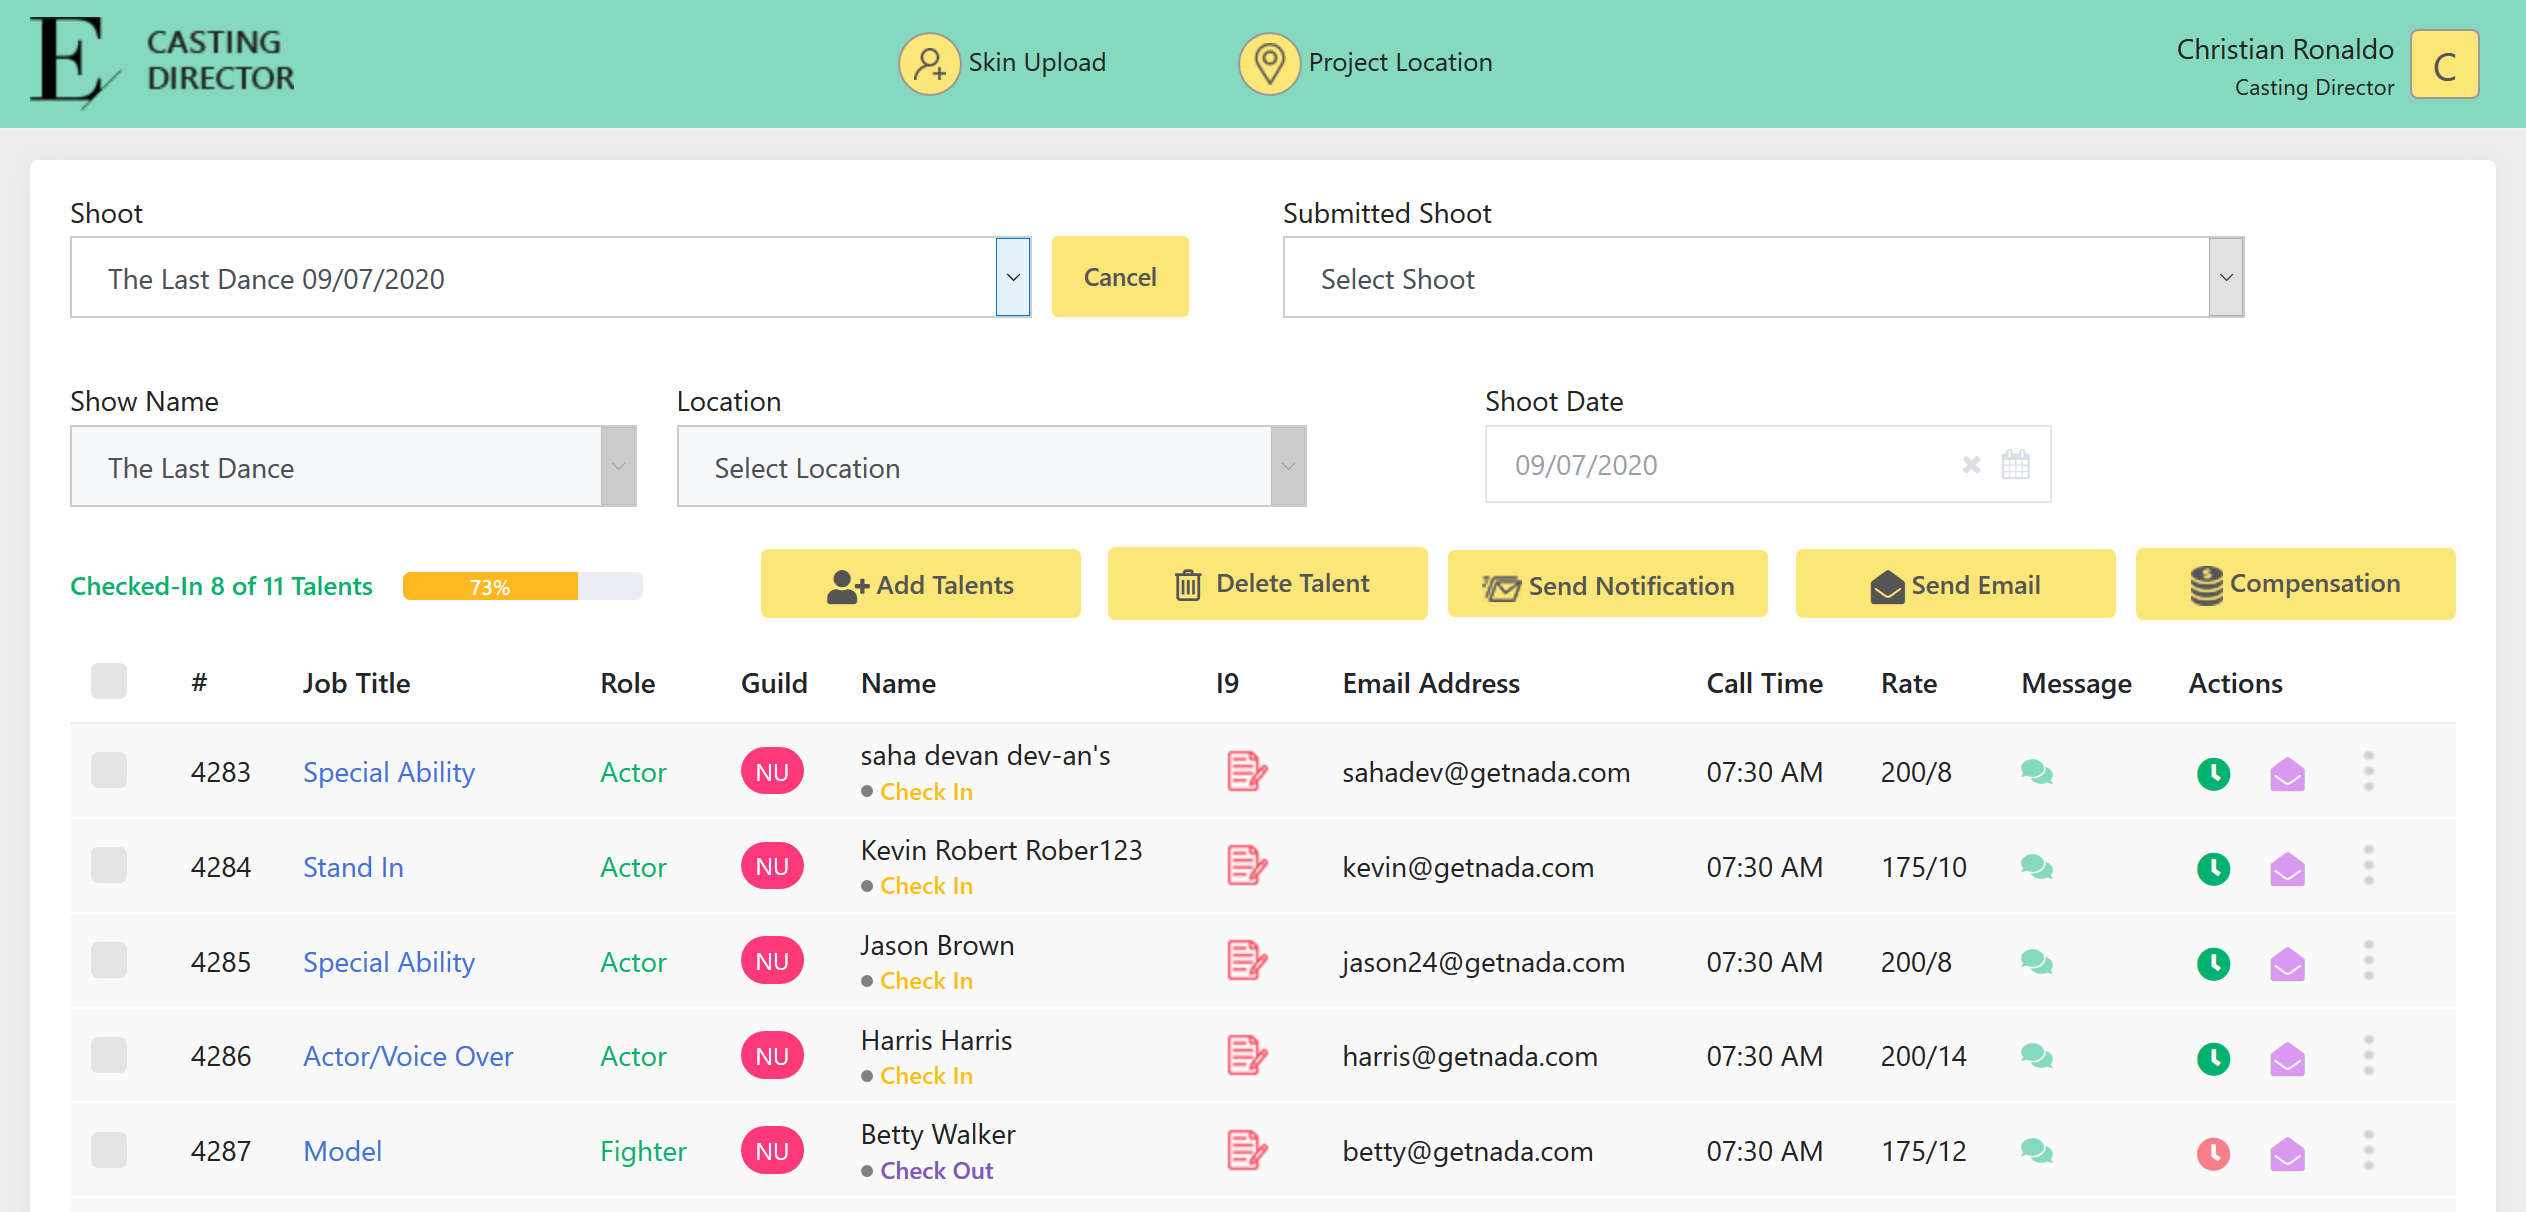 E CASTING DIRECTOR
Skin Upload
Project Location
Christian Ronaldo
Casting Director
C
Shoot
The Last Dance 09/07/2020
Cancel
Submitted Shoot
Select Shoot
Show Name
The Last Dance
Location
Select Location
Shoot Date
09/07/2020
Checked-In 8 of 11 Talents
73%
Add Talents
Delete Talent
Send Notification
Send Email
Compensation
# Job Title Role Guild Name I9 Email Address Call Time Rate Message Actions
4283 Special Ability Actor NU saha devan dev-an's sahadev@getnada.com 07:30 AM 200/8
Check In
4284 Stand In Actor NU Kevin Robert Rober123 kevin@getnada.com 07:30 AM 175/10
Check In
4285 Special Ability Actor NU Jason Brown jason24@getnada.com 07:30 AM 200/8
Check In
4286 Actor/Voice Over Actor NU Harris Harris harris@getnada.com 07:30 AM 200/14
Check In
4287 Model Fighter NU Betty Walker betty@getnada.com 07:30 AM 175/12
Check Out